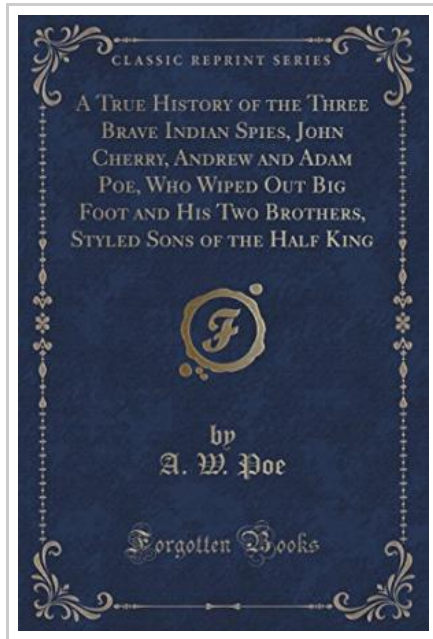 CLASSIC REPRINT SERIES
A TRUE HISTORY OF THE THREE
BRAVE INDIAN SPIES, JOHN
CHERRY, ANDREW AND ADAM
POE, WHO WIPED OUT BIG
FOOT AND HIS TWO BROTHERS,
STYLED SONS OF THE HALF KING
F
by
A. W. Poe
Forgotten Books